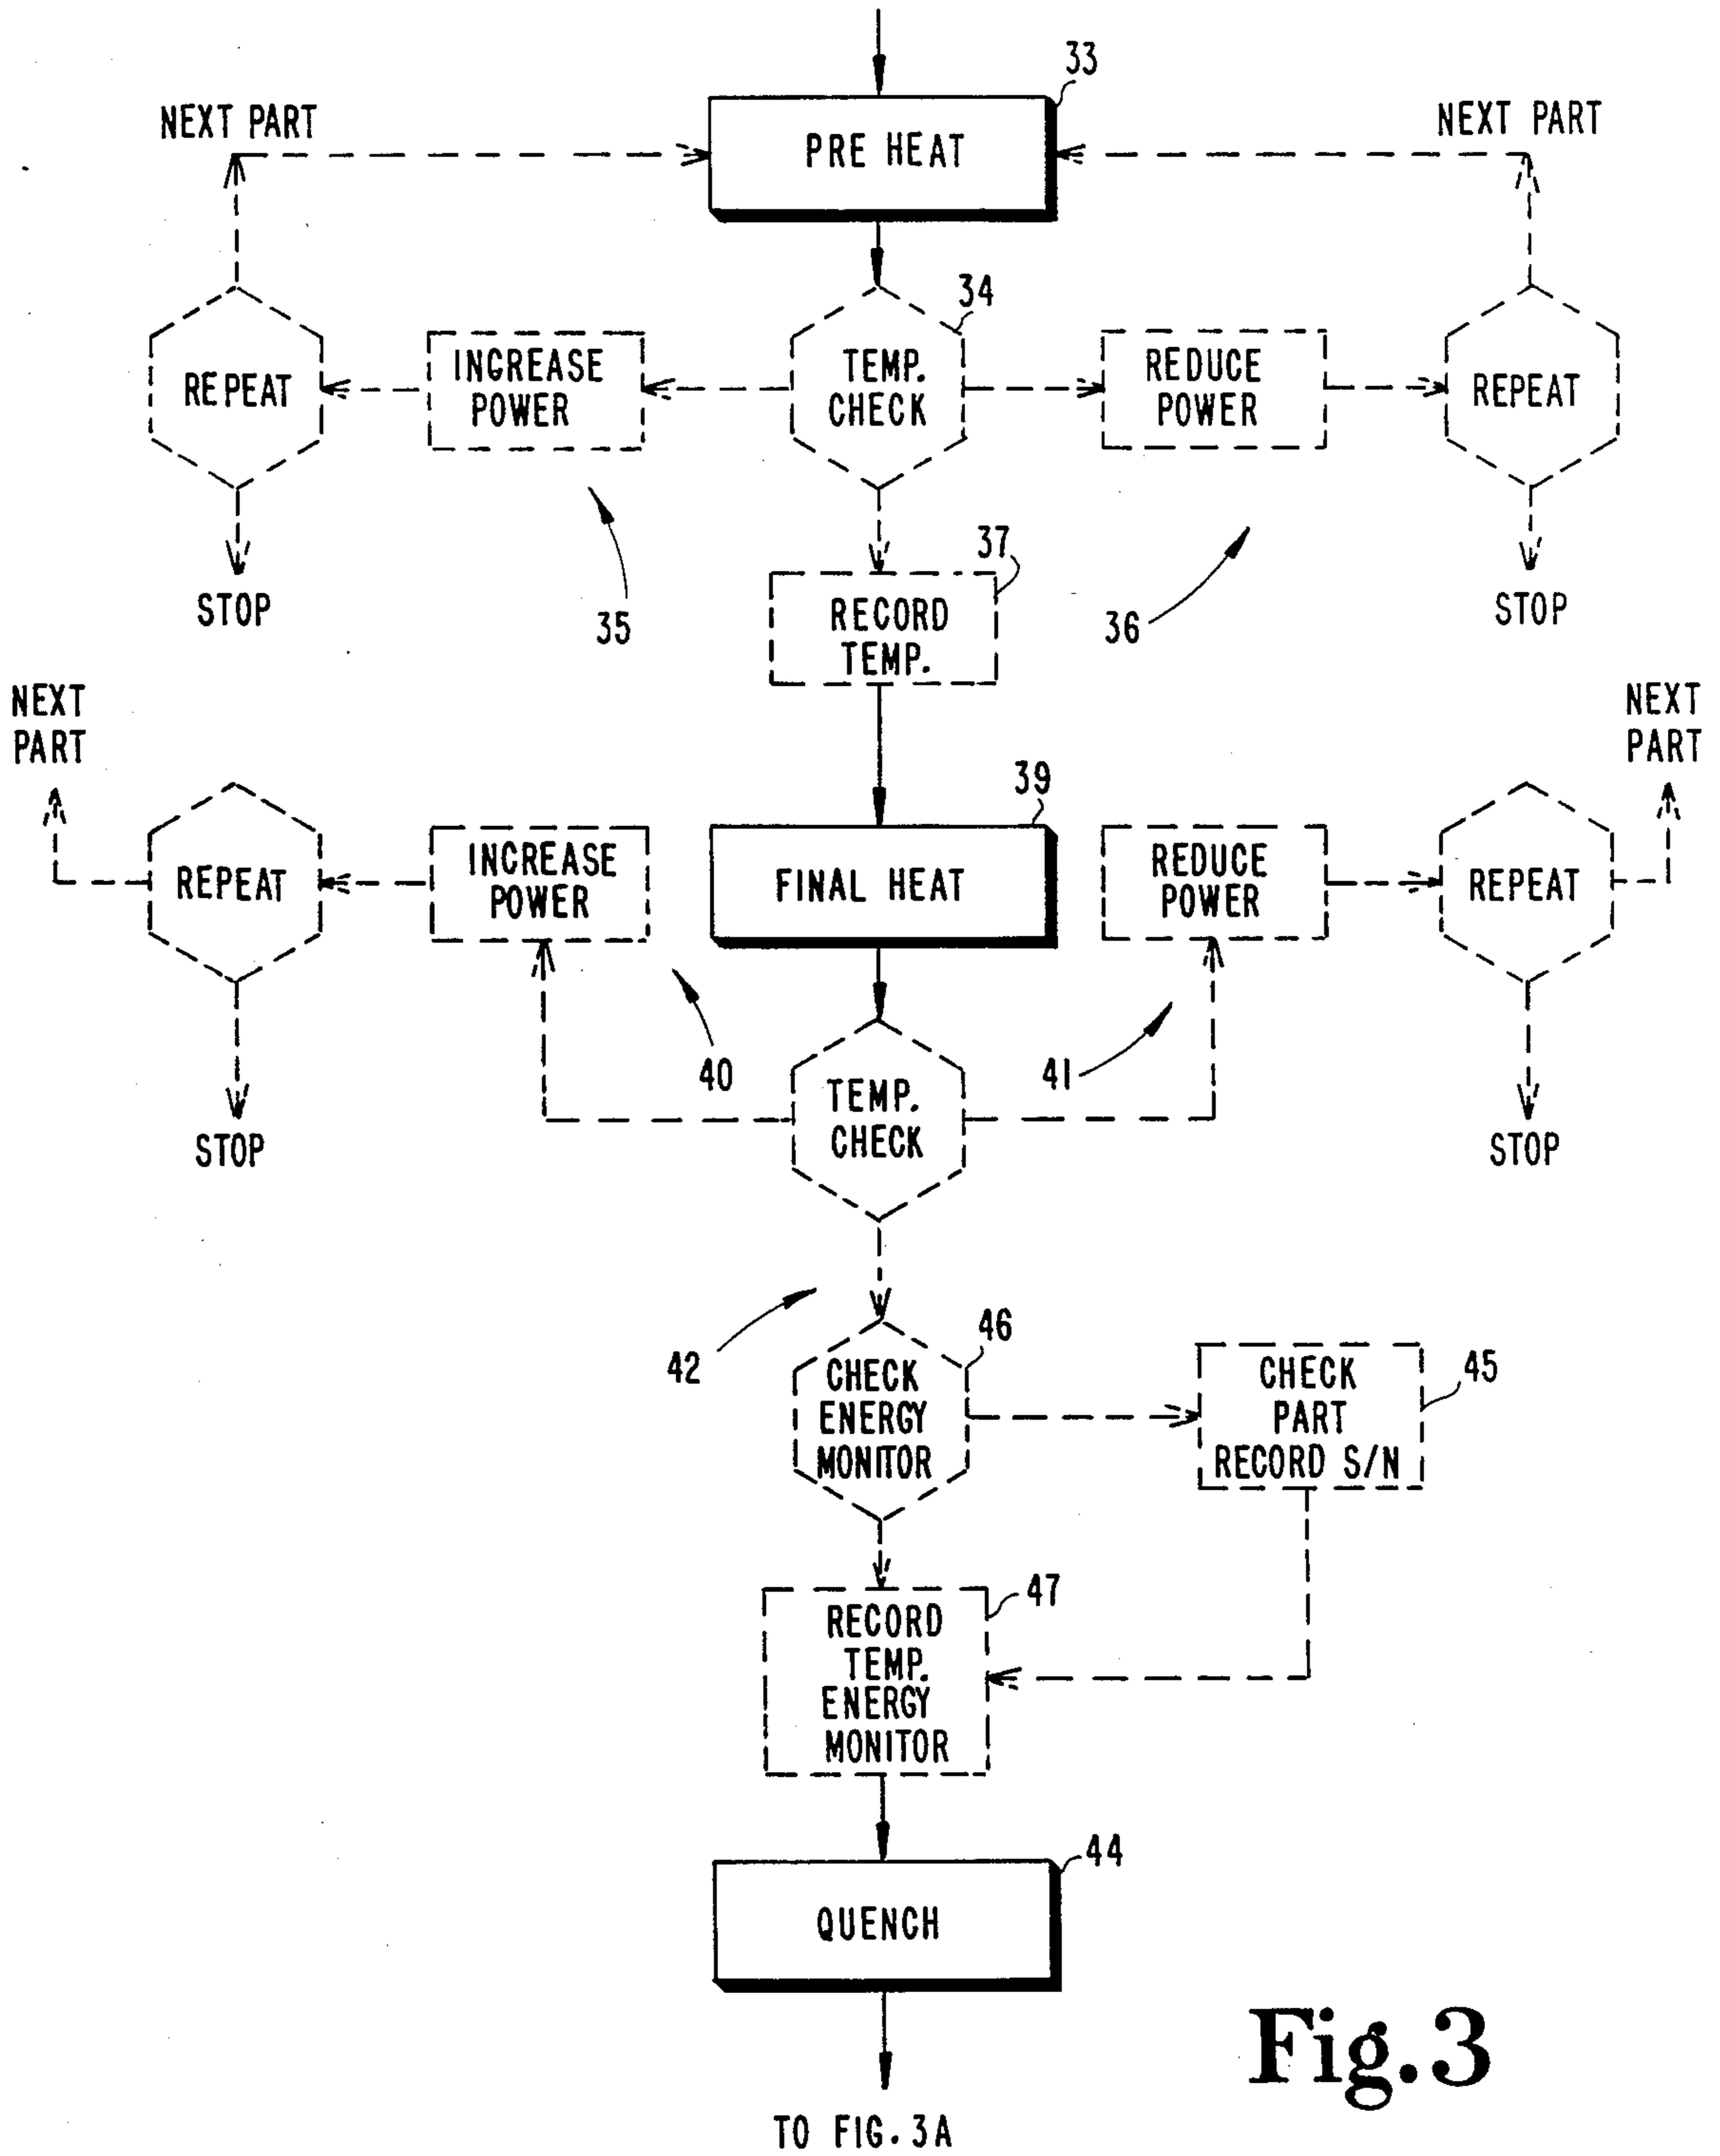 33
NEXT PART
PRE HEAT
NEXT PART
34
REPEAT
INCREASE
POWER
TEMP.
CHECK
REDUCE
POWER
REPEAT
STOP
35
37
RECORD
TEMP.
36
STOP
NEXT
PART
NEXT
PART
39
REPEAT
INCREASE
POWER
FINAL HEAT
REDUCE
POWER
REPEAT
STOP
40
TEMP.
CHECK
41
STOP
42
46
CHECK
ENERGY
MONITOR
CHECK
PART
RECORD S/N
45
47
RECORD
TEMP.
ENERGY
MONITOR
44
QUENCH
Fig.3
TO FIG. 3A